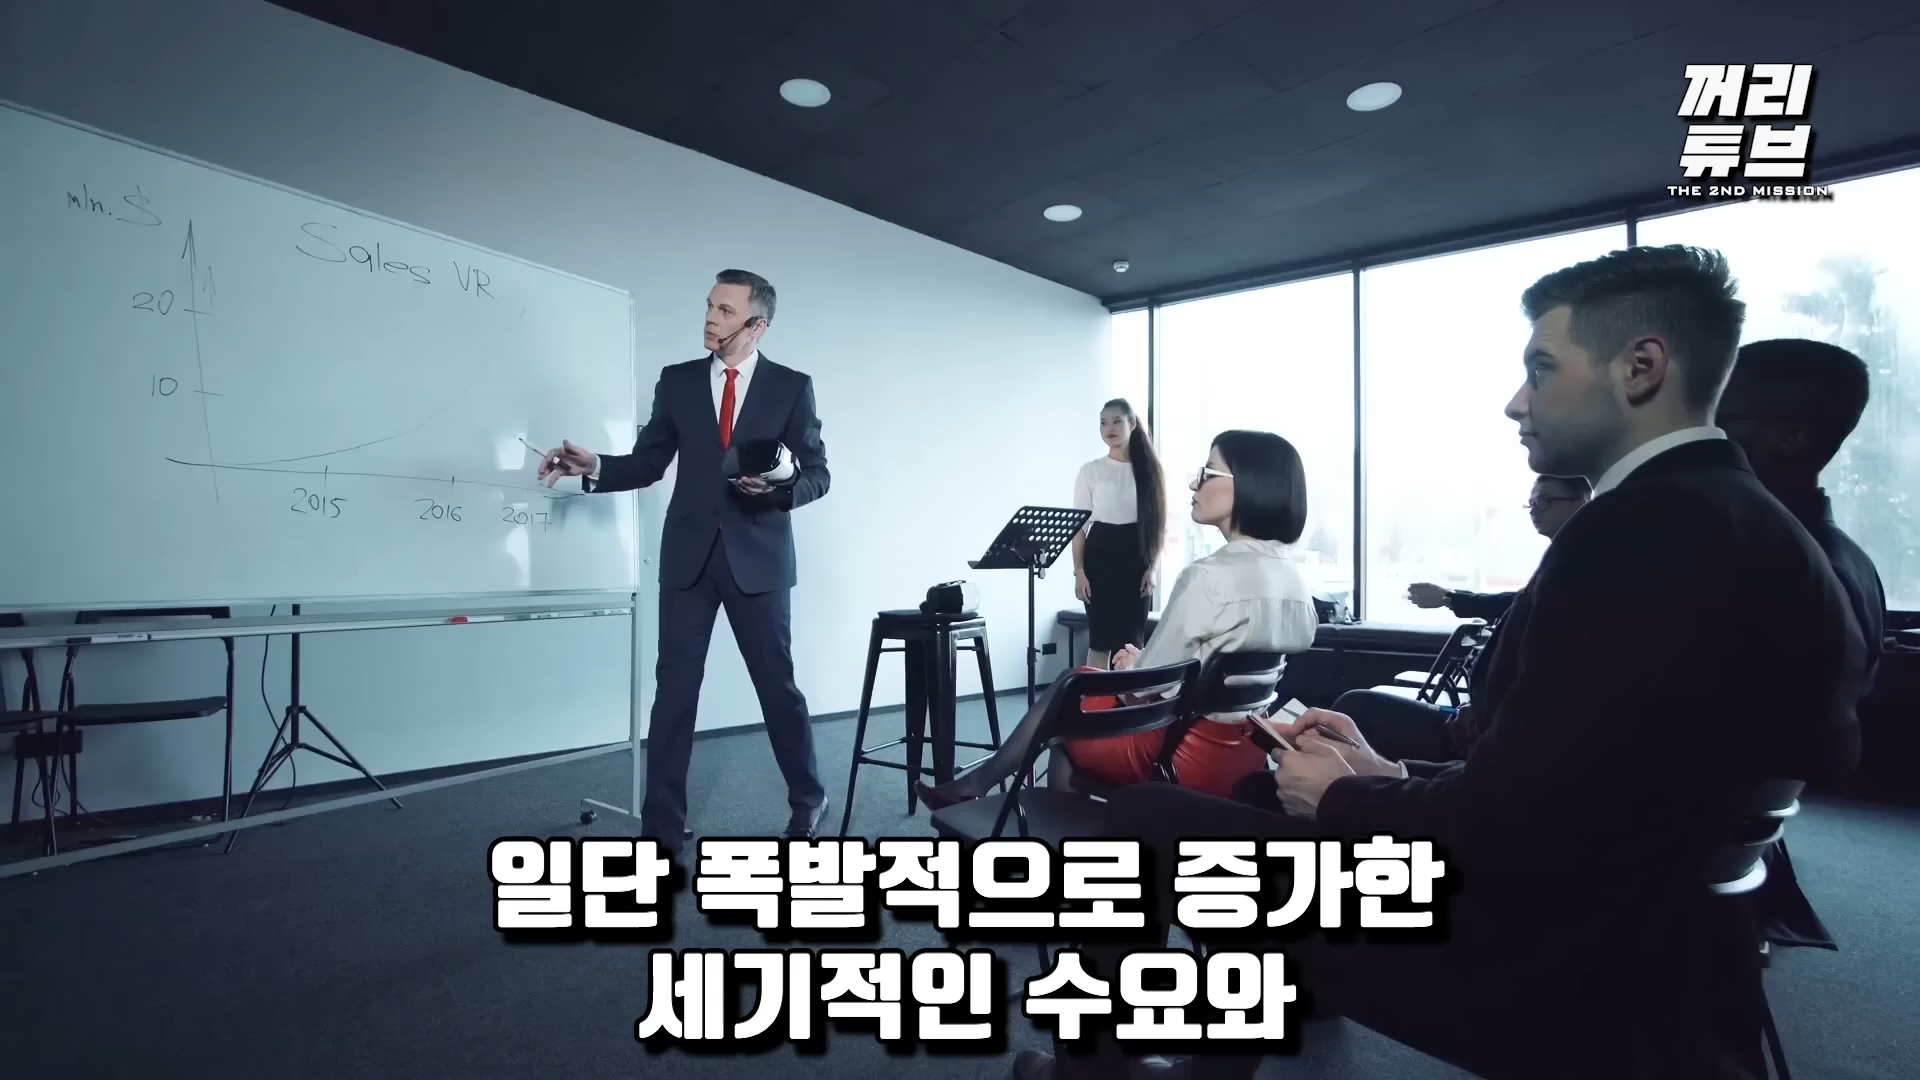 꺼리
튜브
THE 2ND MISSION
mln. $
Sales VR
20
10
2015
2016
2017
일단 폭발적으로 증가한
세기적인 수요와